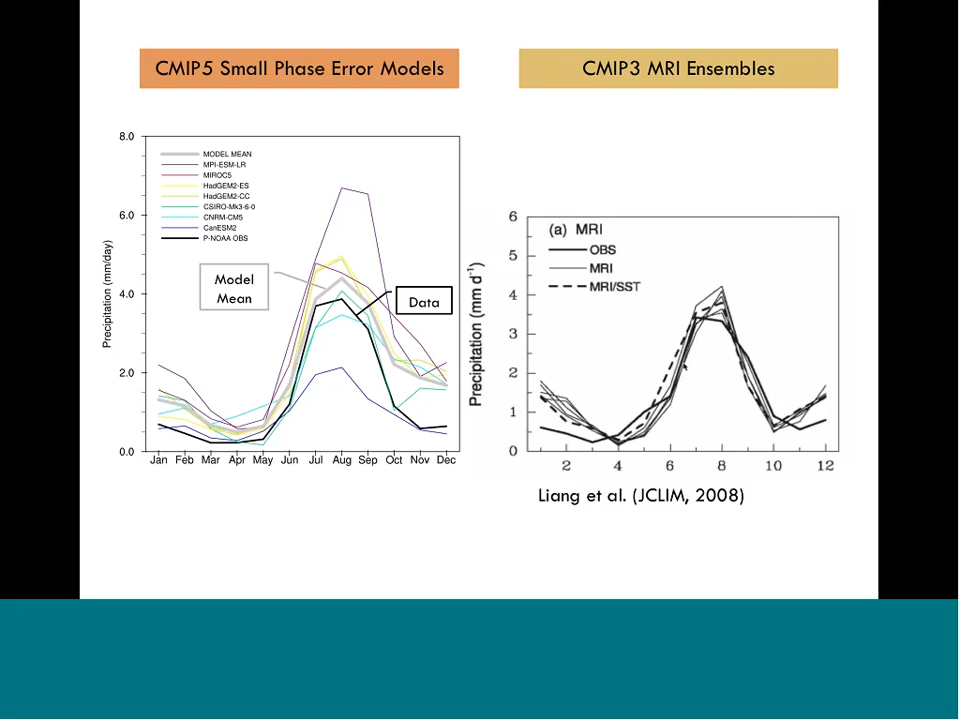 CMIP5 Small Phase Error Models
CMIP3 MRI Ensembles
8.0
6.0
4.0
2.0
0.0
Precipitation (mm/day)
MODEL MEAN
MPI-ESM-LR
MIROC5
HadGEM2-ES
HadGEM2-CC
CSIRO-Mk3-6-0
CNRM-CM5
CanESM2
P-NOAA OBS
Model
Mean
Data
Jan Feb Mar Apr May Jun Jul Aug Sep Oct Nov Dec
6
5
4
3
2
1
0
Precipitation (mm d⁻¹)
(a) MRI
OBS
MRI
MRI/SST
2 4 6 8 10 12
Liang et al. (JCLIM, 2008)